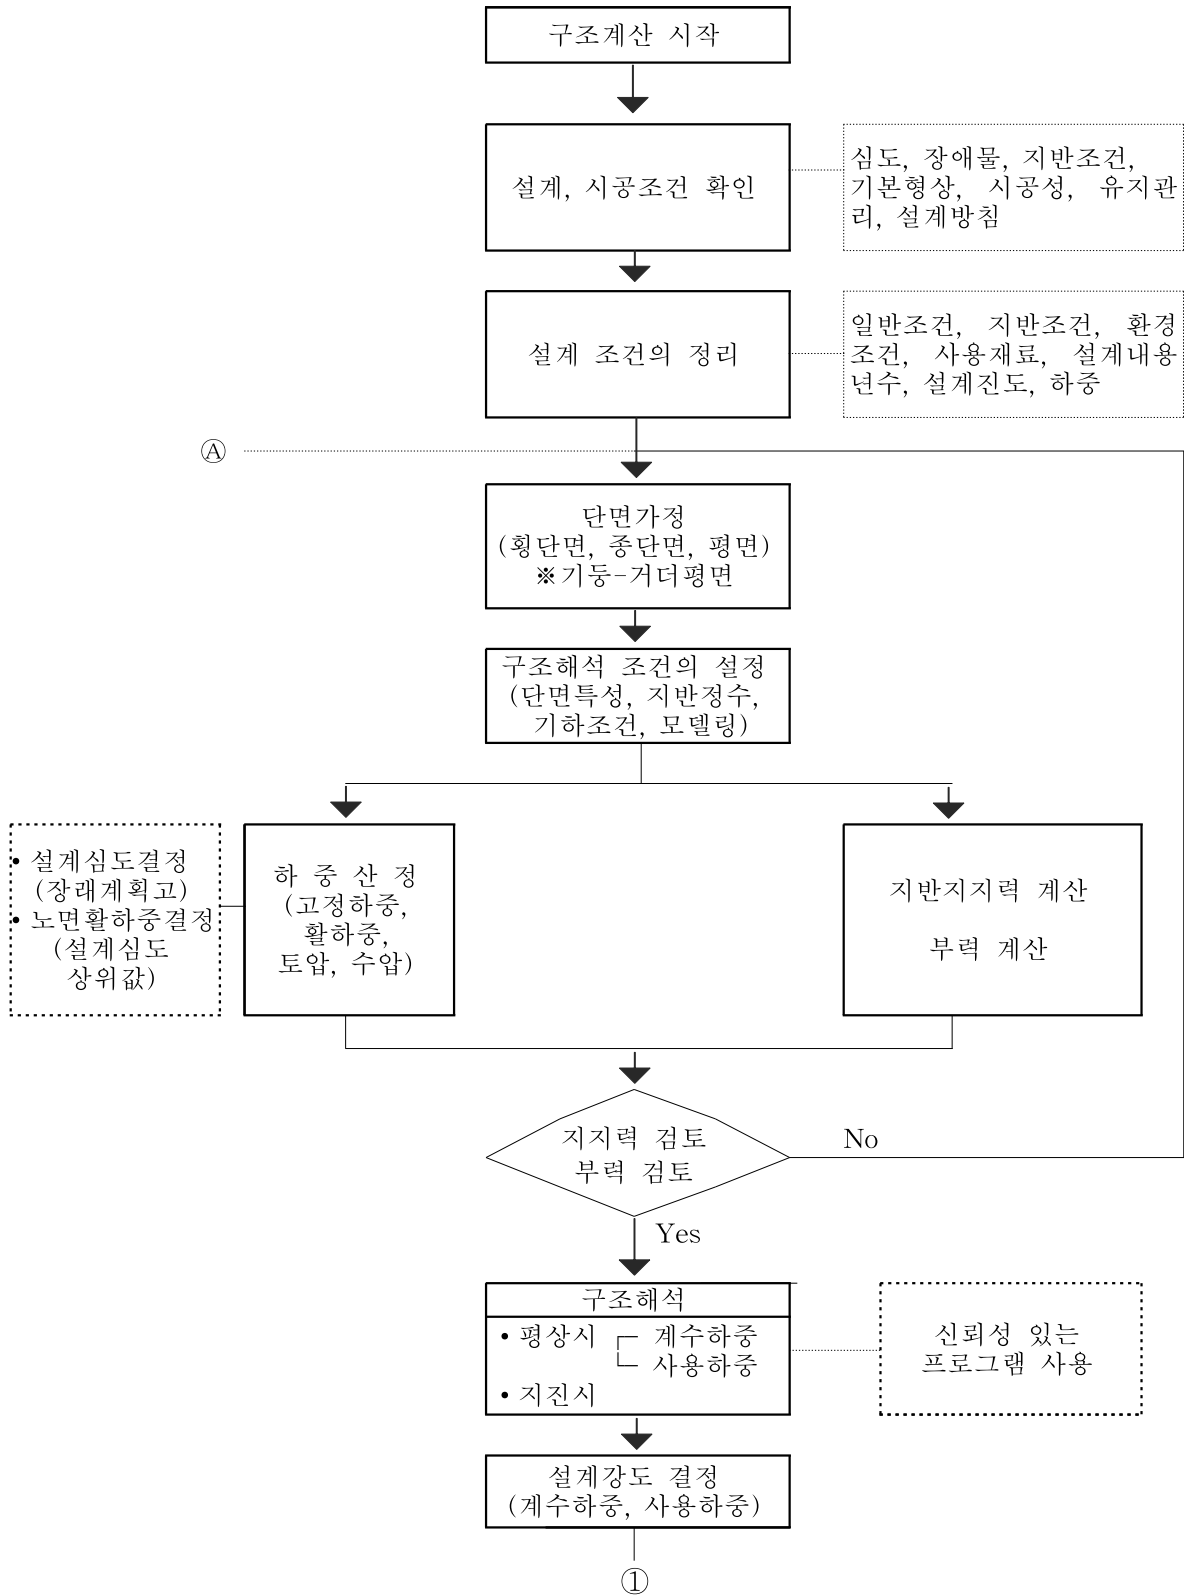 구조계산 시작
설계, 시공조건 확인
심도, 장애물, 지반조건,
기본형상, 시공성, 유지관
리, 설계방침
설계 조건의 정리
일반조건, 지반조건, 환경
조건, 사용재료, 설계내용
년수, 설계진도, 하중
Ⓐ
단면가정
(횡단면, 종단면, 평면)
※기둥-거더평면
구조해석 조건의 설정
(단면특성, 지반정수,
기하조건, 모델링)
• 설계심도결정
(장래계획고)
• 노면활하중결정
(설계심도
상위값)
하 중 산 정
(고정하중,
활하중,
토압, 수압)
지반지지력 계산
부력 계산
지지력 검토
부력 검토
No
Yes
구조해석
• 평상시 ┌ 계수하중
└ 사용하중
• 지진시
신뢰성 있는
프로그램 사용
설계강도 결정
(계수하중, 사용하중)
①